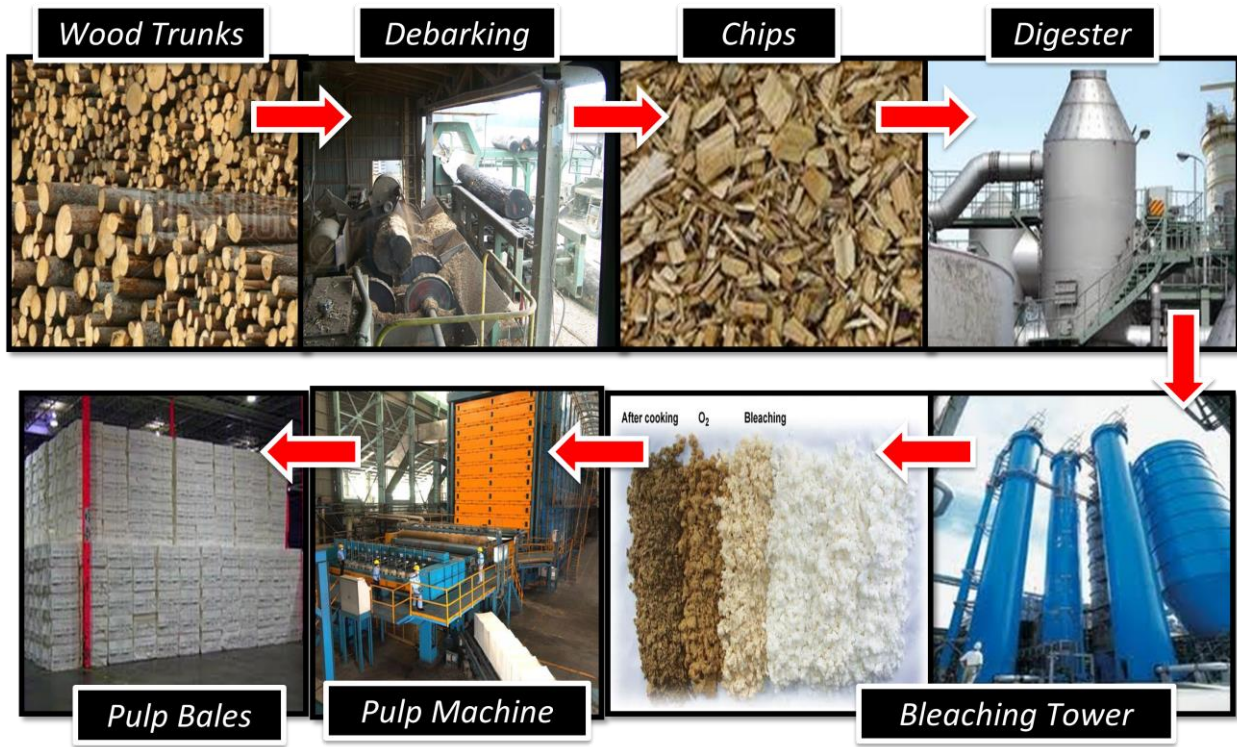 Wood Trunks
Debarking
Chips
Digester
After cooking O₂ Bleaching
Pulp Bales
Pulp Machine
Bleaching Tower